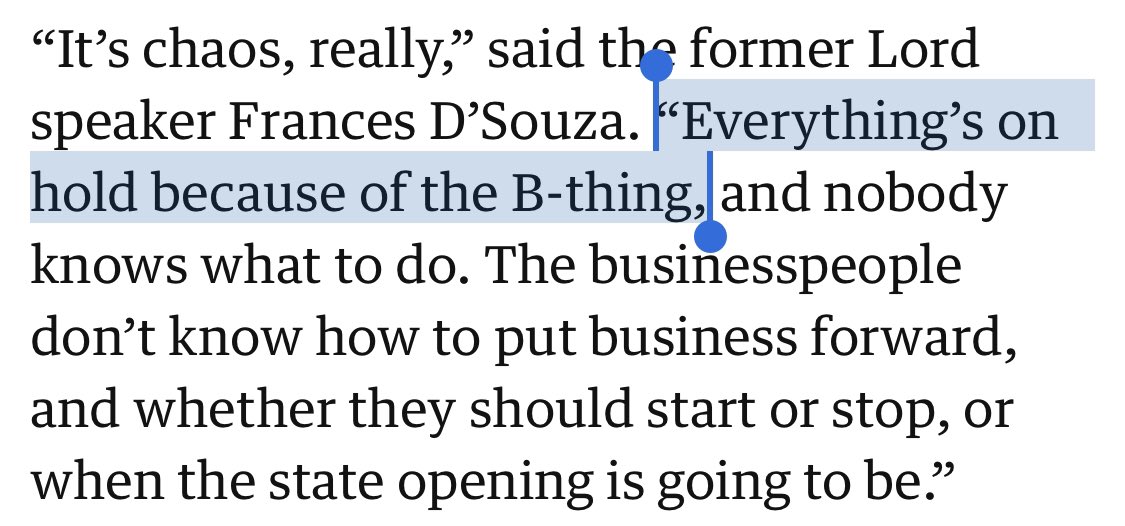 “It’s chaos, really,” said the former Lord
speaker Frances D’Souza. “Everything’s on
hold because of the B-thing, and nobody
knows what to do. The businesspeople
don’t know how to put business forward,
and whether they should start or stop, or
when the state opening is going to be.”